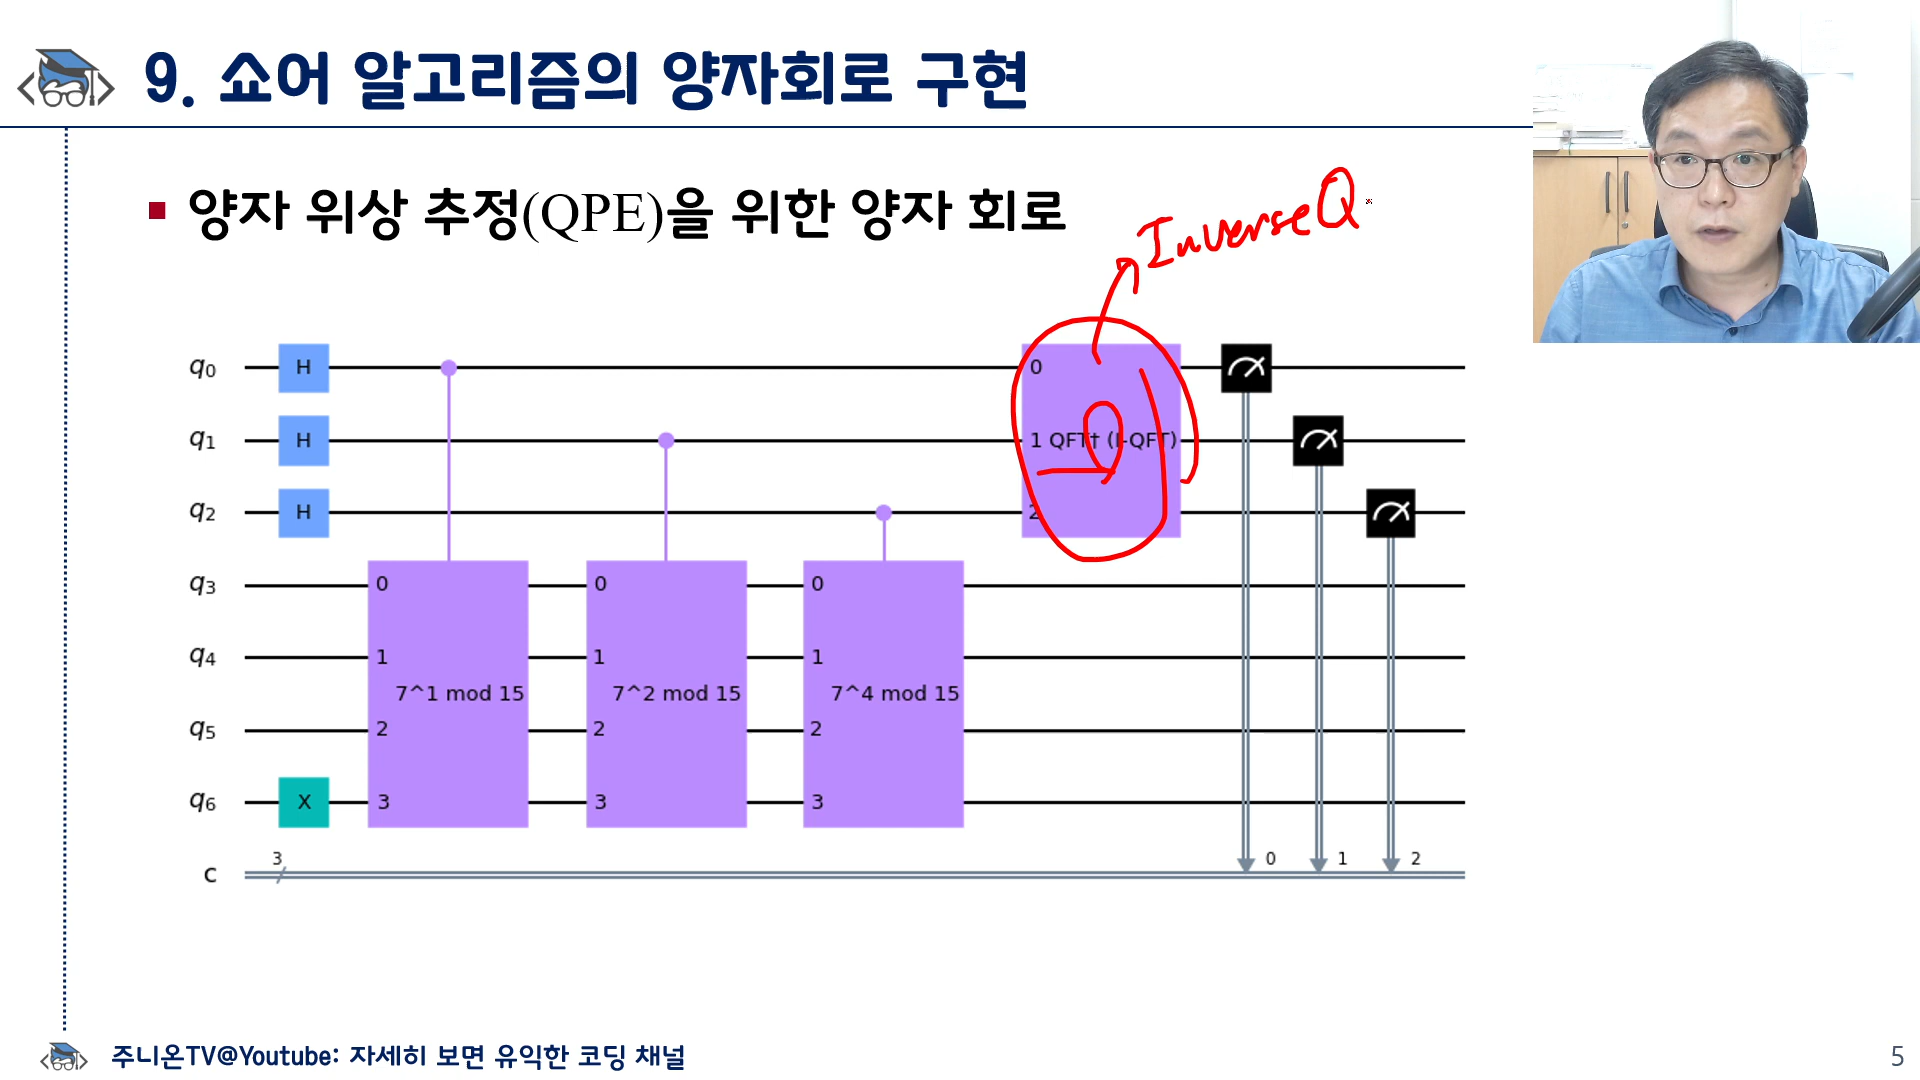 9. 쇼어 알고리즘의 양자회로 구현
양자 위상 추정(QPE)을 위한 양자 회로
InverseQ
q0 H 0
q1 H 1 QFT† (I-QFT)
q2 H 2
q3 0 0 0
q4 1 1 1
7^1 mod 15 7^2 mod 15 7^4 mod 15
q5 2 2 2
q6 X 3 3 3
3 0 1 2
c
주니온TV@Youtube: 자세히 보면 유익한 코딩 채널
5